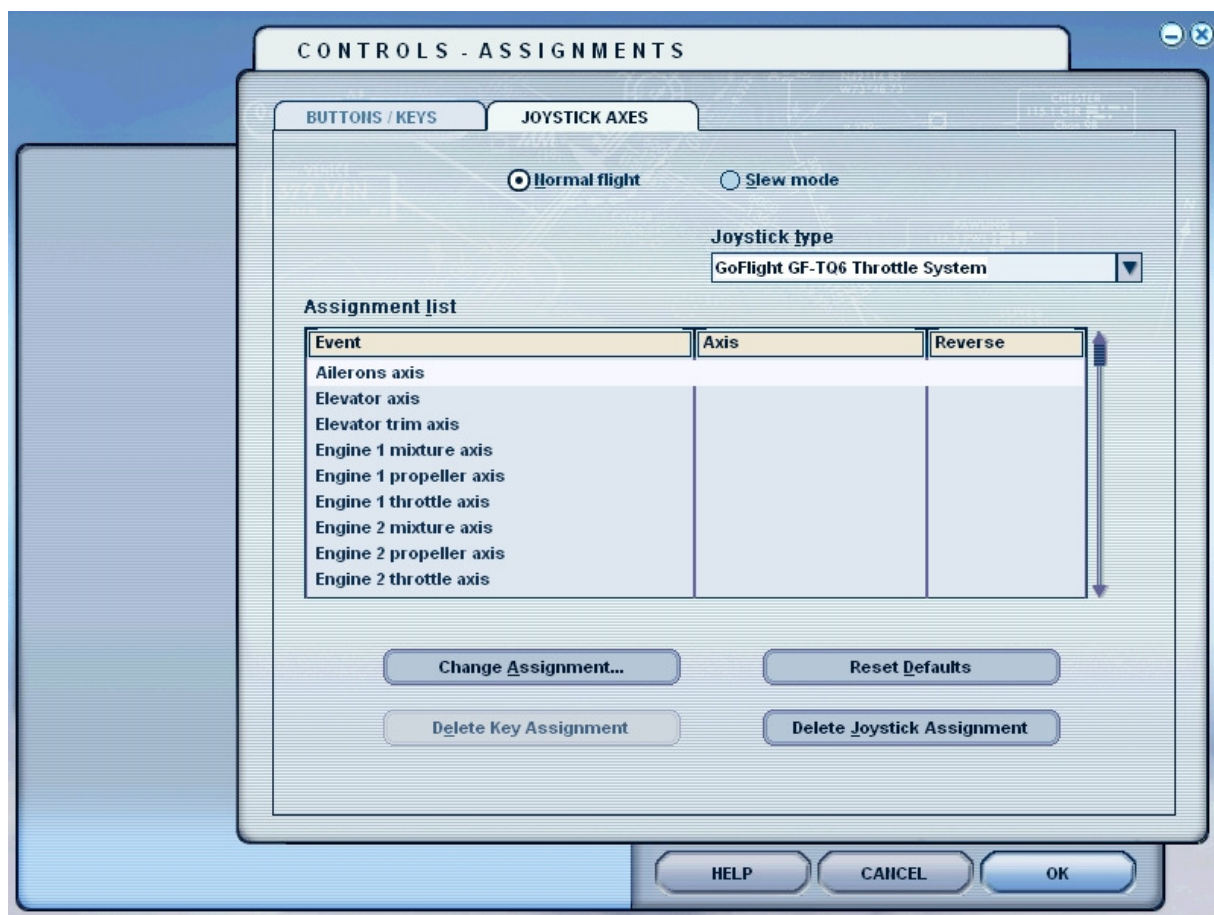 CONTROLS - ASSIGNMENTS
BUTTONS / KEYS
JOYSTICK AXES
Normal flight
Slew mode
Joystick type
GoFlight GF-TQ6 Throttle System
Assignment list
Event Axis Reverse
Ailerons axis
Elevator axis
Elevator trim axis
Engine 1 mixture axis
Engine 1 propeller axis
Engine 1 throttle axis
Engine 2 mixture axis
Engine 2 propeller axis
Engine 2 throttle axis
Change Assignment...
Reset Defaults
Delete Key Assignment
Delete Joystick Assignment
HELP
CANCEL
OK